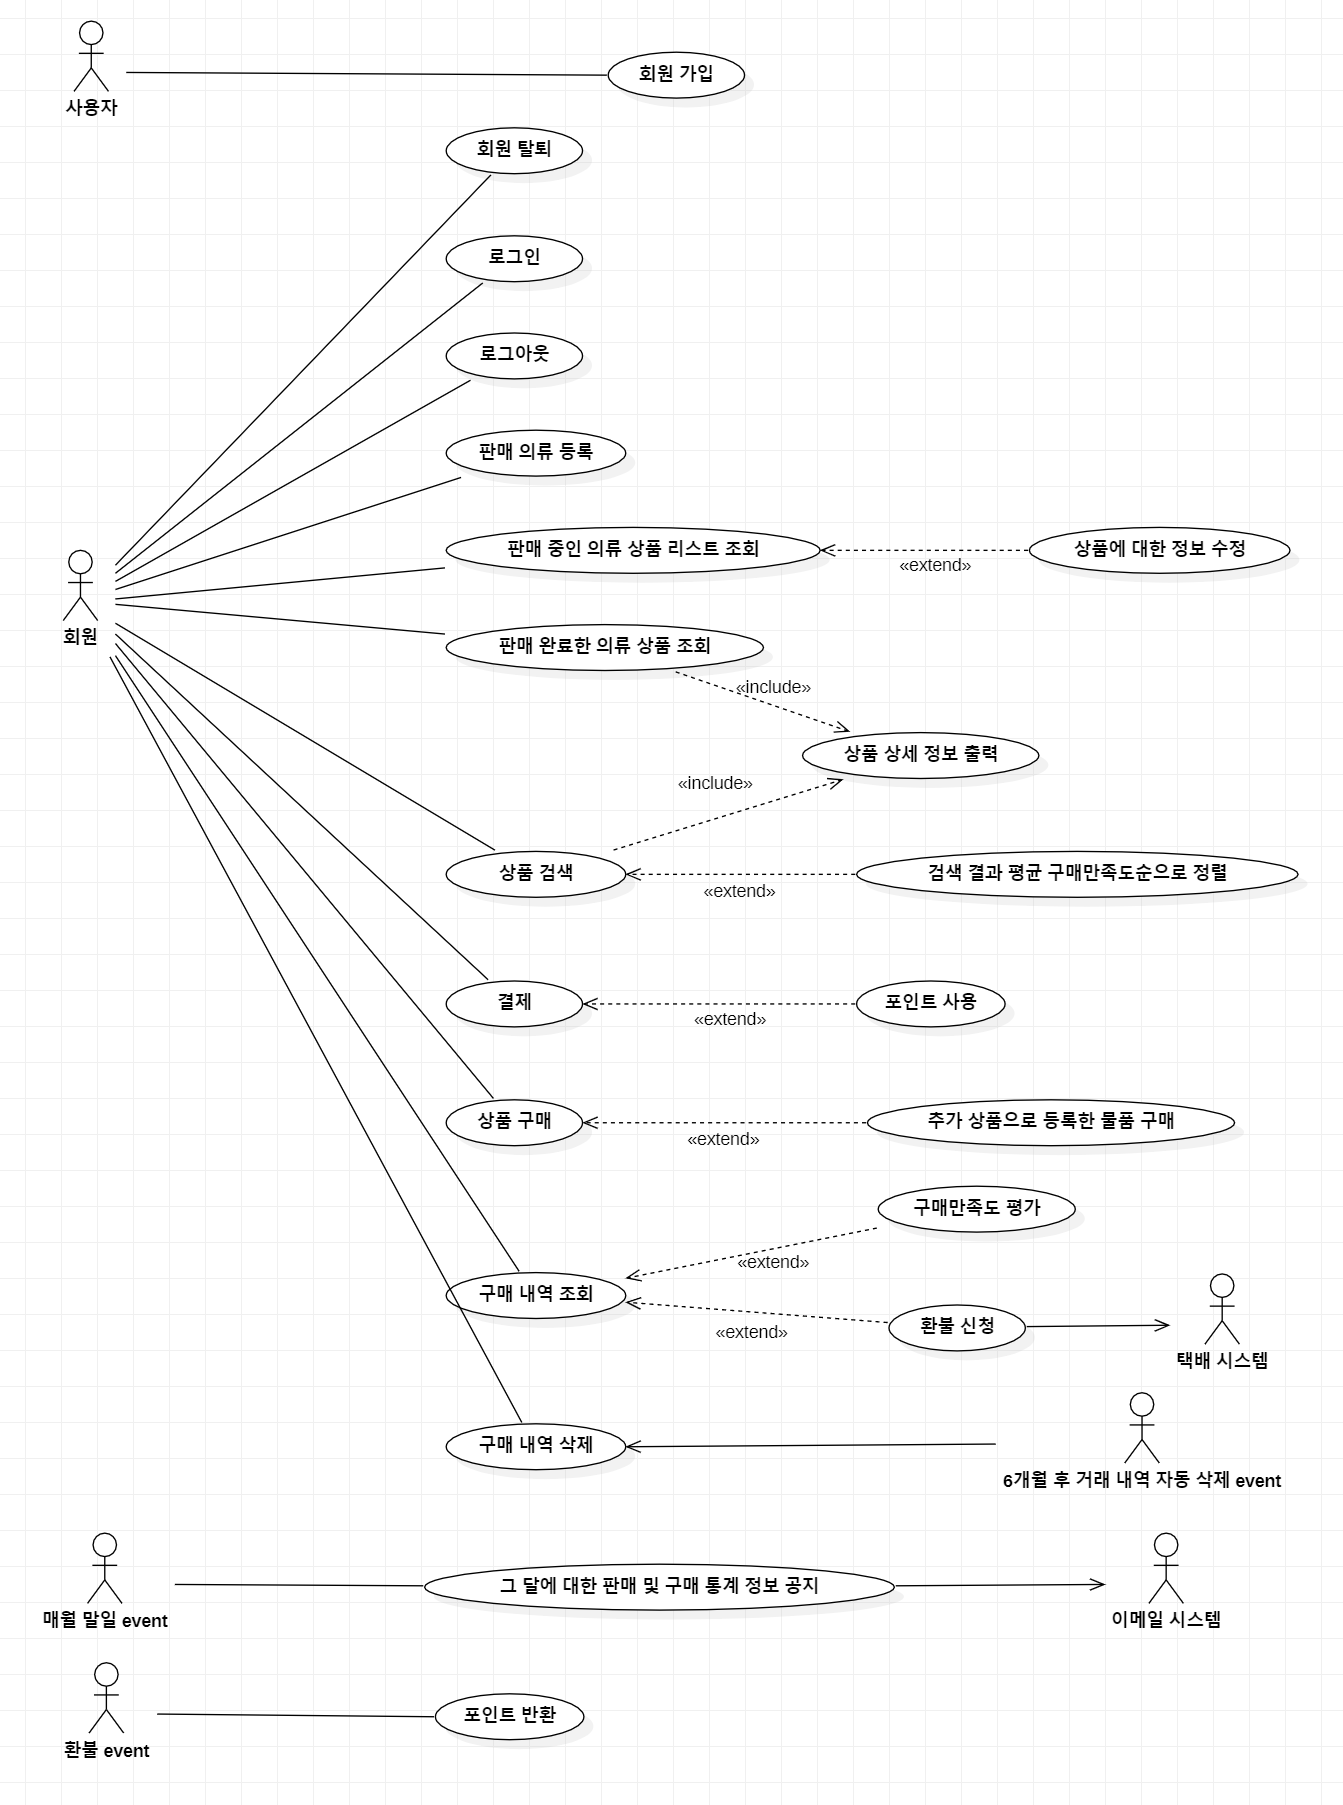 사용자
회원 가입
회원 탈퇴
로그인
로그아웃
판매 의류 등록
판매 중인 의류 상품 리스트 조회
«extend»
상품에 대한 정보 수정
회원
판매 완료한 의류 상품 조회
«include»
상품 상세 정보 출력
«include»
상품 검색
«extend»
검색 결과 평균 구매만족도순으로 정렬
결제
«extend»
포인트 사용
상품 구매
«extend»
추가 상품으로 등록한 물품 구매
구매만족도 평가
«extend»
구매 내역 조회
«extend»
환불 신청
택배 시스템
구매 내역 삭제
6개월 후 거래 내역 자동 삭제 event
매월 말일 event
그 달에 대한 판매 및 구매 통계 정보 공지
이메일 시스템
환불 event
포인트 반환